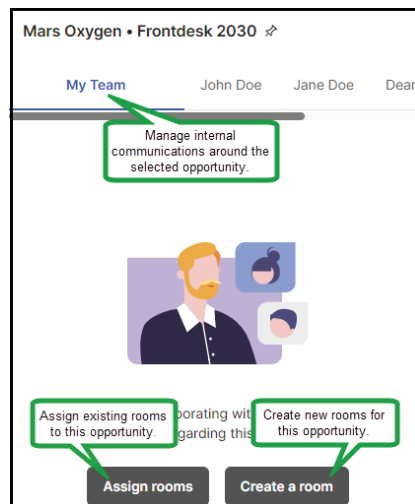 Mars Oxygen • Frontdesk 2030
My Team John Doe Jane Doe Dear
Manage internal
communications around the
selected opportunity.
Assign existing rooms
to this opportunity.
porating wit
garding this
Create new rooms for
this opportunity.
Assign rooms Create a room